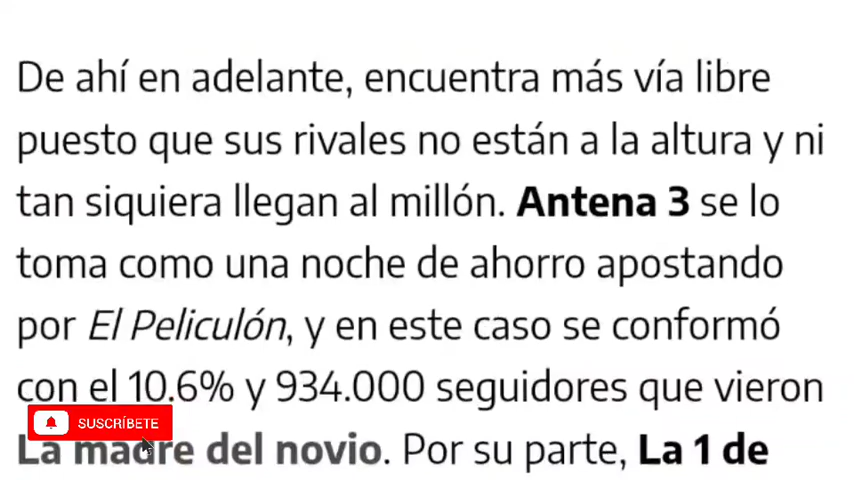 De ahí en adelante, encuentra más vía libre
puesto que sus rivales no están a la altura y ni
tan siquiera llegan al millón. Antena 3 se lo
toma como una noche de ahorro apostando
por El Peliculón, y en este caso se conformó
con el 10.6% y 934.000 seguidores que vieron
SUSCRÍBETE
La madre del novio. Por su parte, La 1 de